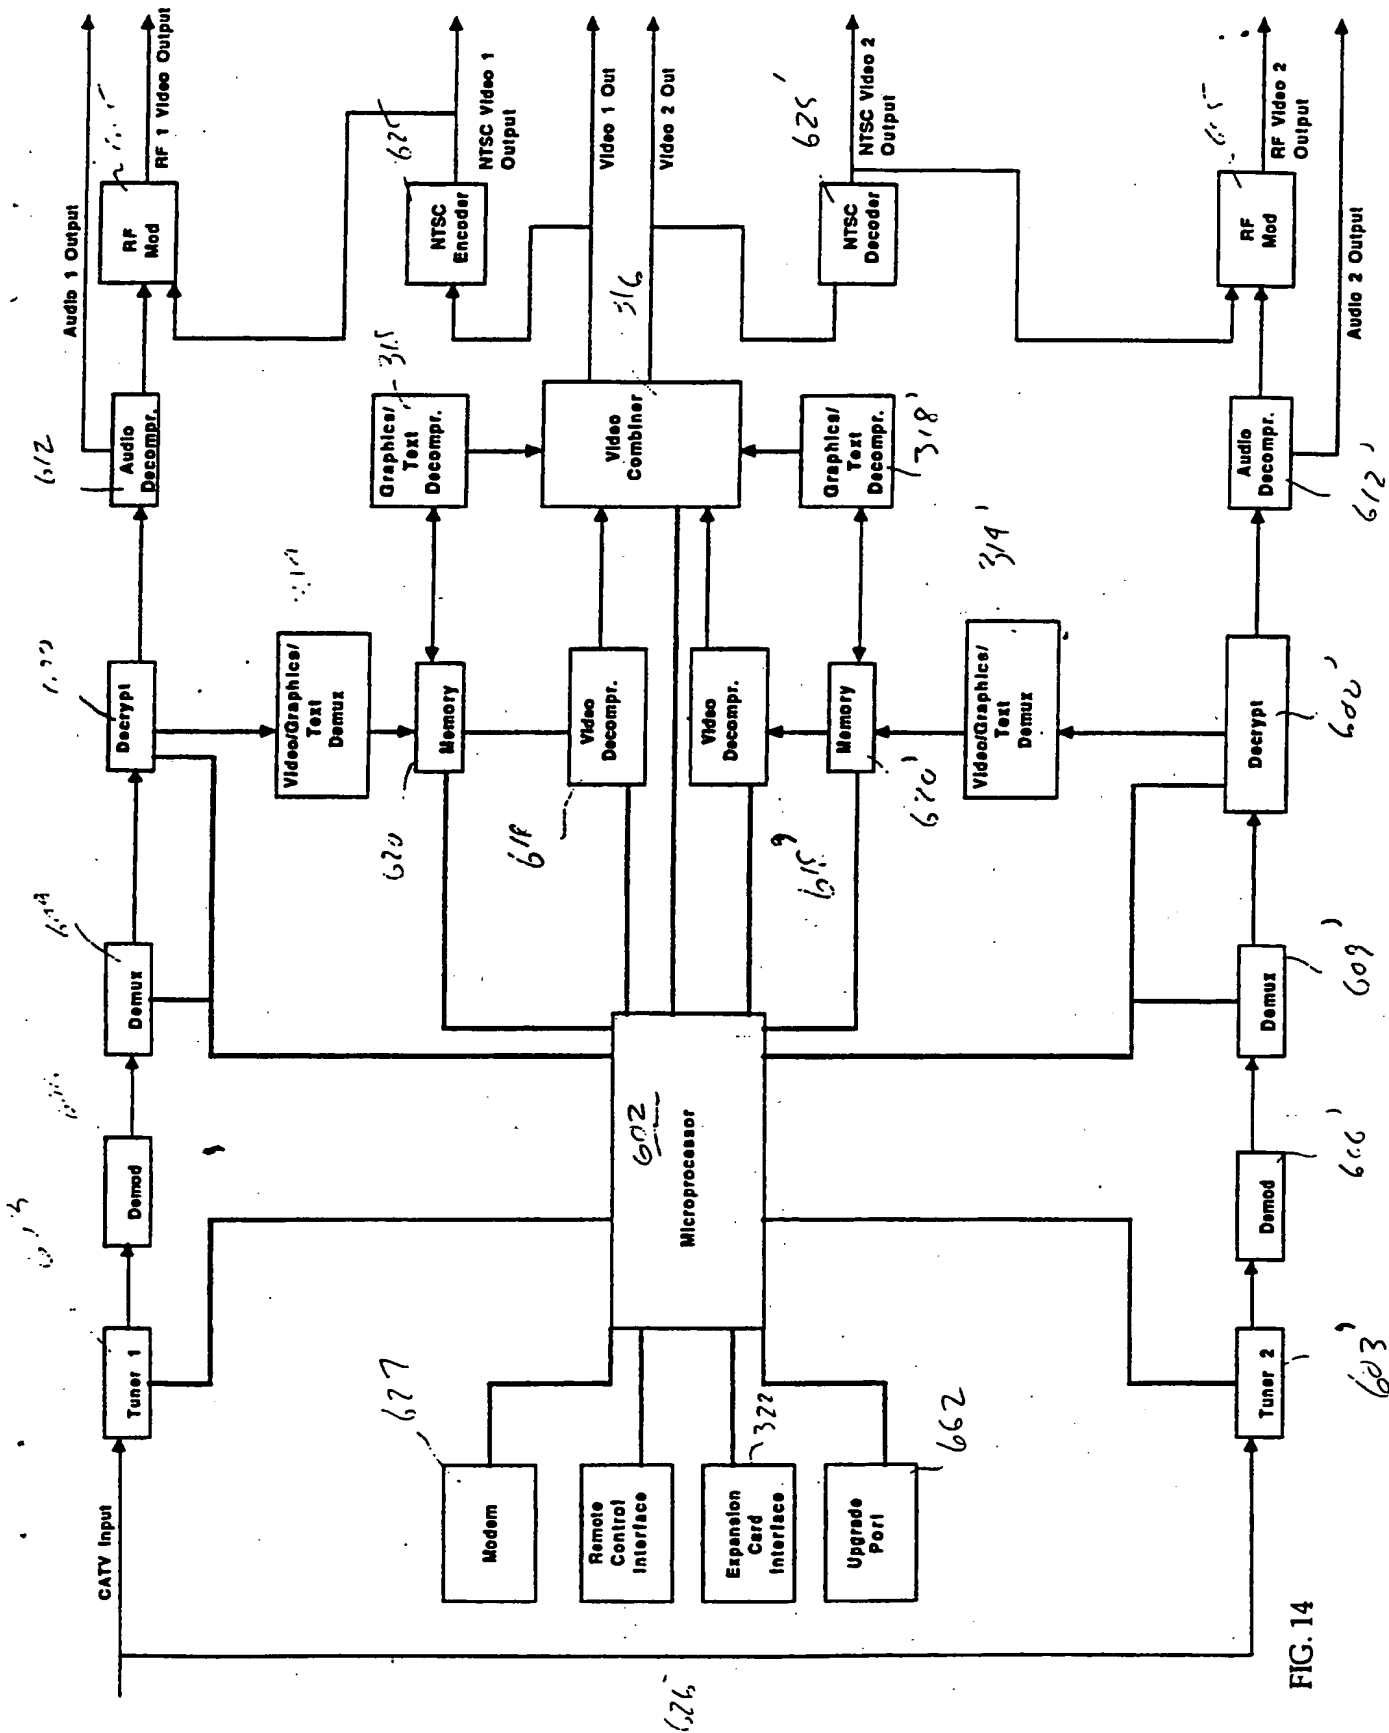 CATV Input
Tuner 1
Demod
Demux
Decrypt
Audio
Decompr.
612
RF
Mod
Audio 1 Output
RF 1 Video Output
Video/Graphics/
Text
Demux
Memory
620
Graphics/
Text
Decompr.
NTSC
Encoder
NTSC Video 1
Output
Modem
627
Remote
Control
Interface
Expansion
Card
Interface
322
Upgrade
Port
662
Microprocessor
602
Video
Decompr.
618
Video
Decompr.
Video
Combiner
316
Video 1 Out
Video 2 Out
Memory
620'
Graphics/
Text
Decompr.
318'
NTSC
Decoder
625'
NTSC Video 2
Output
Video/Graphics/
Text
Demux
314'
626
Tuner 2
603'
Demod
606'
Demux
609'
Decrypt
600'
Audio
Decompr.
612'
RF
Mod
RF Video 2
Output
Audio 2 Output
FIG. 14